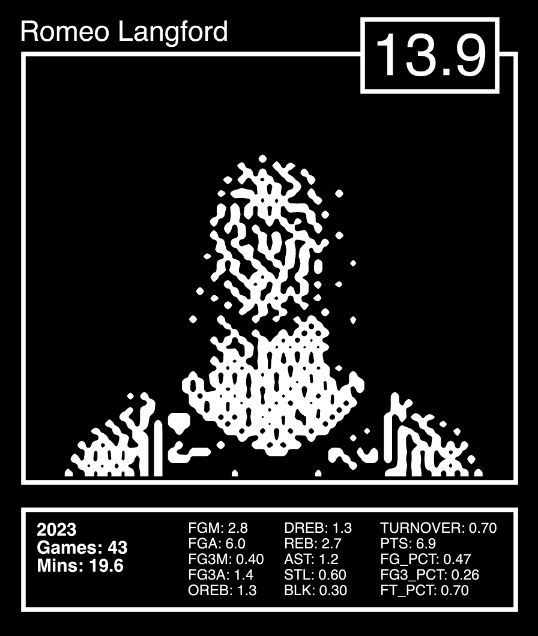 Romeo Langford
13.9
2023
Games: 43
Mins: 19.6
FGM: 2.8
FGA: 6.0
FG3M: 0.40
FG3A: 1.4
OREB: 1.3
DREB: 1.3
REB: 2.7
AST: 1.2
STL: 0.60
BLK: 0.30
TURNOVER: 0.70
PTS: 6.9
FG_PCT: 0.47
FG3_PCT: 0.26
FT_PCT: 0.70